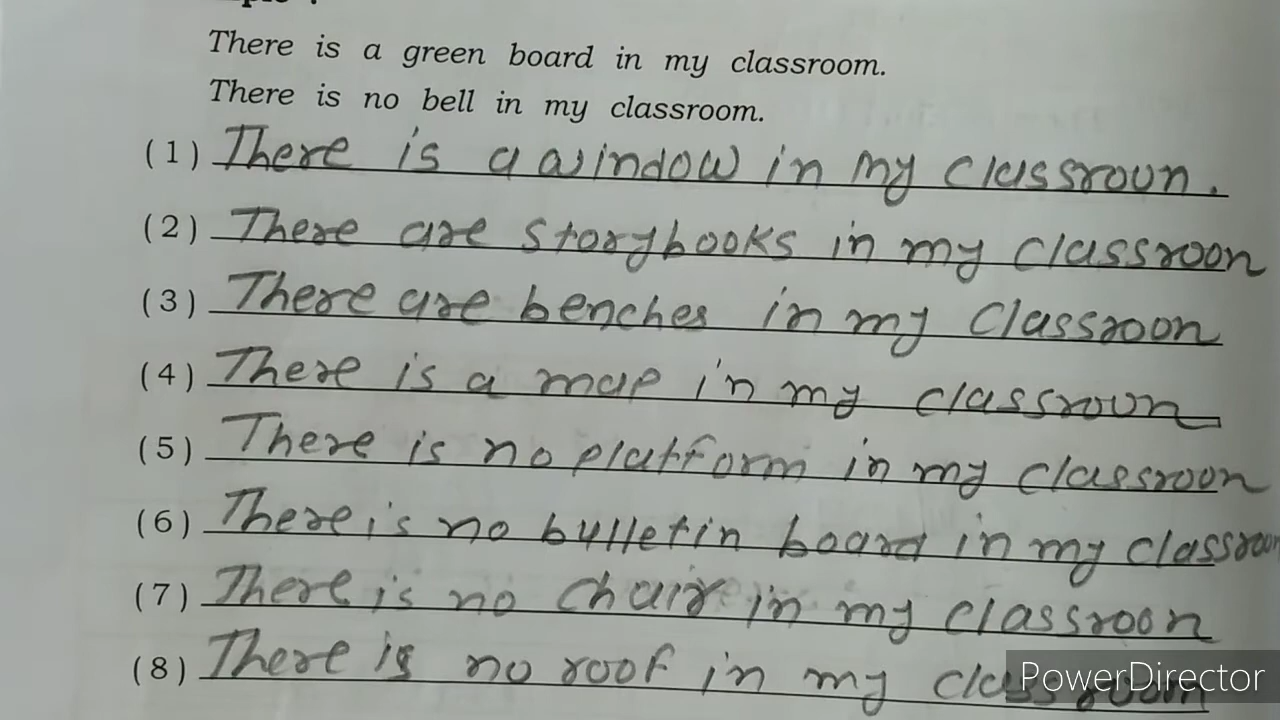 There is a green board in my classroom.
There is no bell in my classroom.
(1) There is a window in my classroun.
(2) There are storybooks in my classroon
(3) There are benches in my classroon
(4) There is a map in my classroun
(5) There is no platform in my classroon
(6) There is no bulletin board in my classroon
(7) There is no chair in my classroon
(8) There is no roof in my classroom
PowerDirector